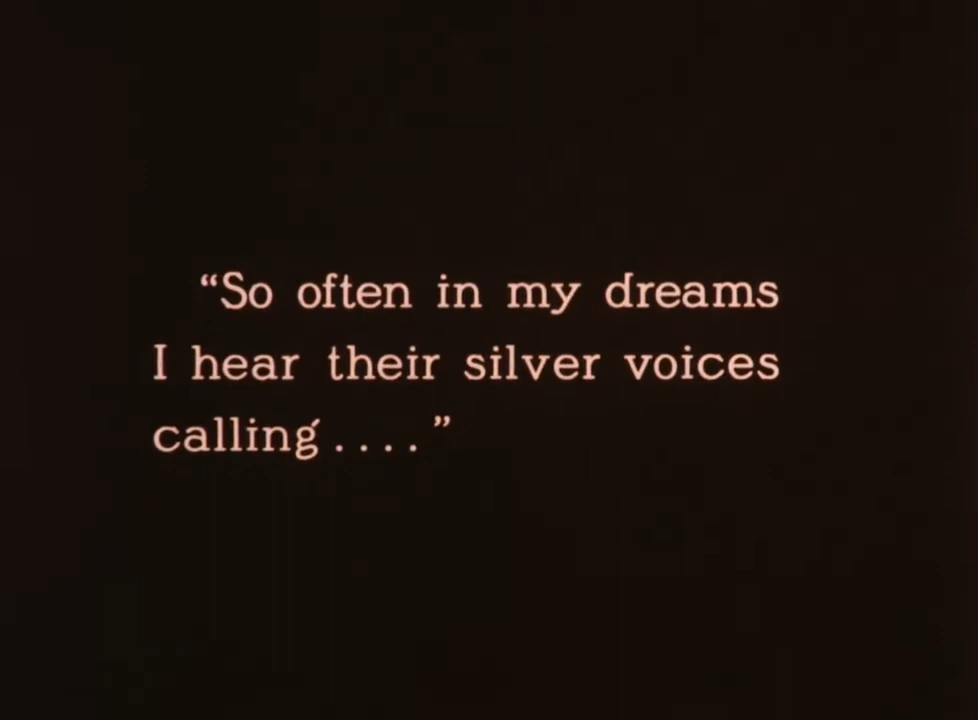 “So often in my dreams
I hear their silver voices
calling . . . . ”